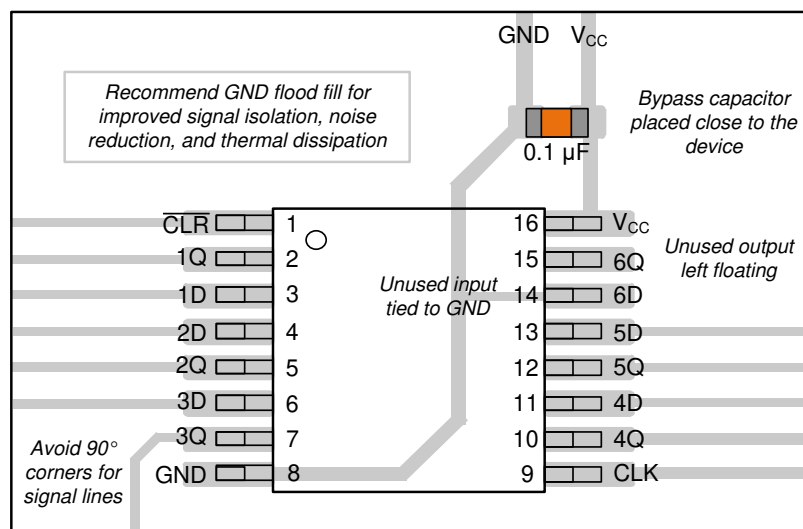 GND VCC
Recommend GND flood fill for
improved signal isolation, noise
reduction, and thermal dissipation
Bypass capacitor
placed close to the
device
0.1 µF
C̅L̅R̅ 1 16 VCC
1Q 2 15 6Q
Unused output
left floating
1D 3 14 6D
Unused input
tied to GND
2D 4 13 5D
2Q 5 12 5Q
3D 6 11 4D
3Q 7 10 4Q
GND 8 9 CLK
Avoid 90°
corners for
signal lines